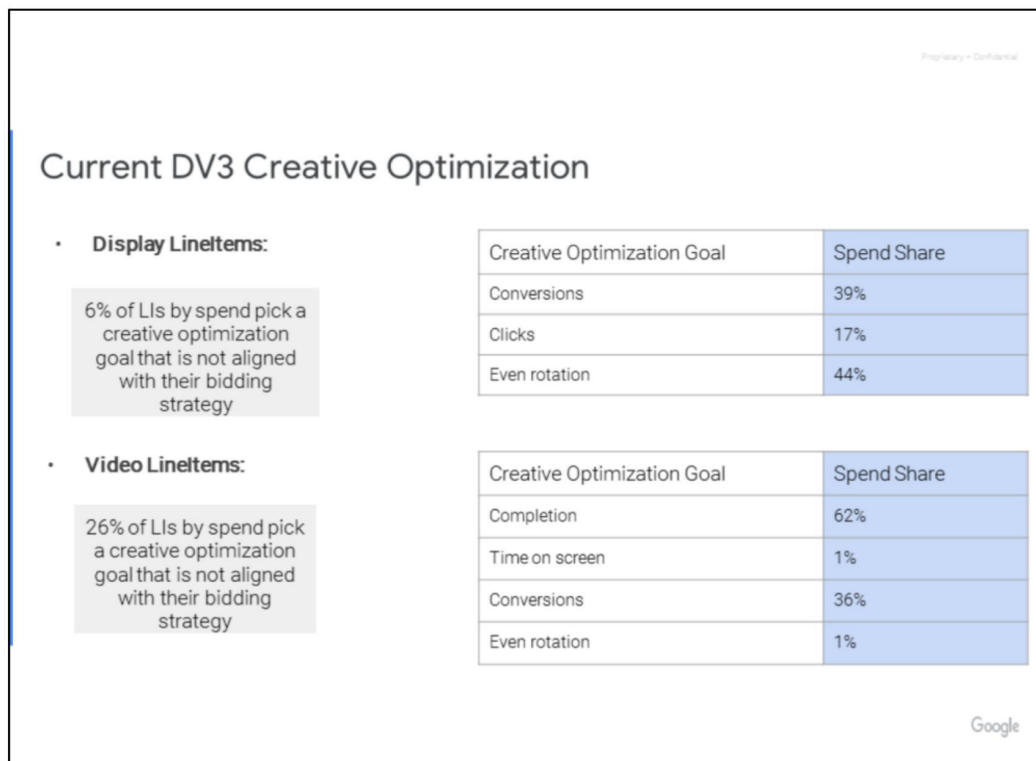 Proprietary + Confidential
Current DV3 Creative Optimization
• Display LineItems:
6% of LIs by spend pick a
creative optimization
goal that is not aligned
with their bidding
strategy
Creative Optimization Goal Spend Share
Conversions 39%
Clicks 17%
Even rotation 44%
• Video LineItems:
26% of LIs by spend pick
a creative optimization
goal that is not aligned
with their bidding
strategy
Creative Optimization Goal Spend Share
Completion 62%
Time on screen 1%
Conversions 36%
Even rotation 1%
Google